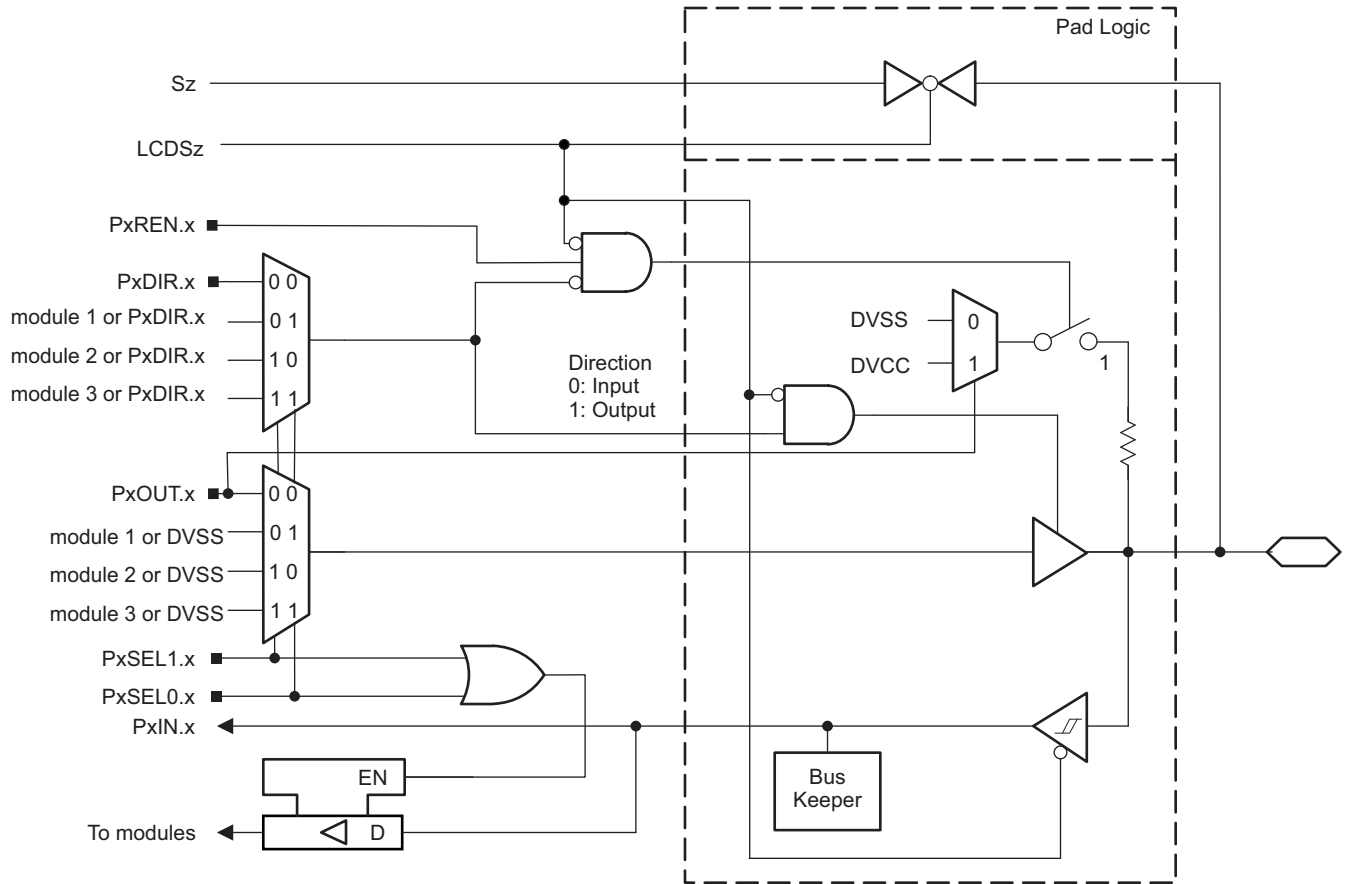 Pad Logic
Sz
LCDSz
PxREN.x
PxDIR.x
0 0
module 1 or PxDIR.x
0 1
module 2 or PxDIR.x
1 0
module 3 or PxDIR.x
1 1
Direction
0: Input
1: Output
DVSS
0
DVCC
1
1
PxOUT.x
0 0
module 1 or DVSS
0 1
module 2 or DVSS
1 0
module 3 or DVSS
1 1
PxSEL1.x
PxSEL0.x
PxIN.x
EN
Bus
Keeper
To modules
D